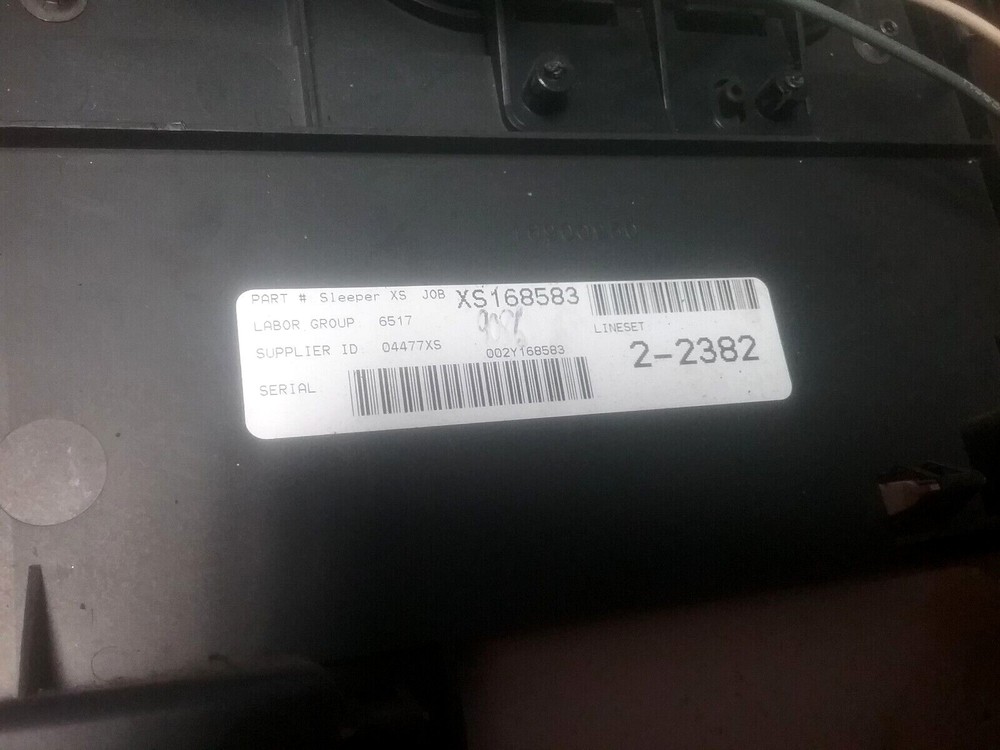 PART # Sleeper XS JOB XS168583
LABOR GROUP 6517
LINESET
SUPPLIER ID 04477XS 002Y168583 2-2382
SERIAL